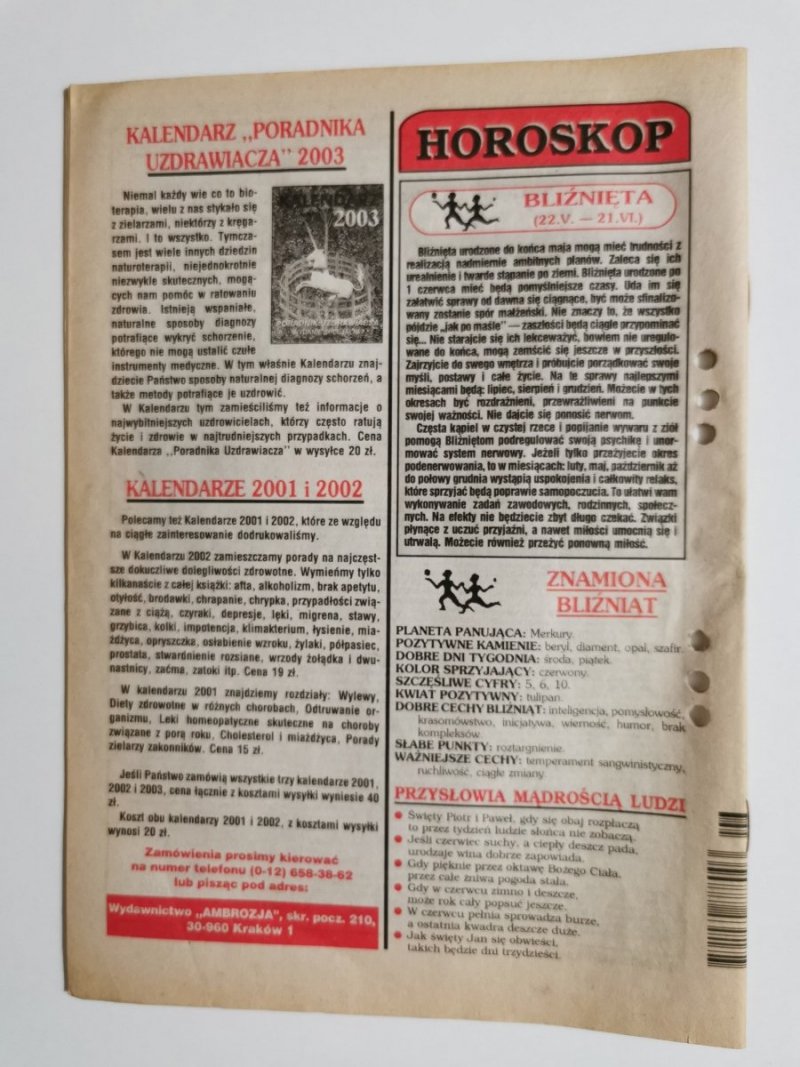 KALENDARZ „PORADNIKA
UZDRAWIACZA" 2003
Niemal każdy wie co to bio-
terapia, wielu z nas stykało się
z zielarzami, niektórzy z kręga-
rzami. I to wszystko. Tymcza-
sem jest wiele innych dziedzin
naturoterapii, niejednokrotnie
niezwykle skutecznych, mogą-
cych nam pomóc w ratowaniu
zdrowia. Istnieją wspaniałe,
naturalne sposoby diagnozy
potrafiące wykryć schorzenie,
którego nie mogą ustalić czułe
instrumenty medyczne. W tym właśnie Kalendarzu znaj-
dziecie Państwo sposoby naturalnej diagnozy schorzeń, a
także metody potrafiące je uzdrowić.
W Kalendarzu tym zamieściliśmy też informacje o
najwybitniejszych uzdrowicielach, którzy często ratują
życie i zdrowie w najtrudniejszych przypadkach. Cena
Kalendarza „Poradnika Uzdrawiacza" w wysyłce 20 zł.
KALENDARZ
2003
PORADNIK UZDRAWIACZA
KALENDARZE 2001 i 2002
Polecamy też Kalendarze 2001 i 2002, które ze względu
na ciągłe zainteresowanie dodrukowaliśmy.
W Kalendarzu 2002 zamieszczamy porady na najczęst-
sze dokuczliwe dolegliwości zdrowotne. Wymieńmy tylko
kilkanaście z całej książki: afta, alkoholizm, brak apetytu,
otyłość, brodawki, chrapanie, chrypka, przypadłości zwią-
zane z ciążą, czyraki, depresje, lęki, migrena, stawy,
grzybica, kolki, impotencja, klimakterium, łysienie, mia-
żdżyca, opryszczka, osłabienie wzroku, żylaki, półpasiec,
prostata, stwardnienie rozsiane, wrzody żołądka i dwu-
nastnicy, zaćma, zatoki itp. Cena 19 zł.
W kalendarzu 2001 znajdziemy rozdziały: Wylewy,
Diety zdrowotne w różnych chorobach, Odtruwanie or-
ganizmu, Leki homeopatyczne skuteczne na choroby
związane z porą roku, Cholesterol i miażdżyca, Porady
zielarzy zakonników. Cena 15 zł.
Jeśli Państwo zamówią wszystkie trzy kalendarze 2001,
2002 i 2003, cena łącznie z kosztami wysyłki wyniesie 40
zł.
Koszt obu kalendarzy 2001 i 2002, z kosztami wysyłki
wynosi 20 zł.
Zamówienia prosimy kierować
na numer telefonu (0-12) 658-38-62
lub pisząc pod adres:
Wydawnictwo „AMBROZJA", skr. pocz. 210,
30-960 Kraków 1
HOROSKOP
BLIŹNIĘTA
(22.V. — 21.VI.)
Bliźnięta urodzone do końca maja mogą mieć trudności z
realizacją nadmiernie ambitnych planów. Zaleca się ich
urealnienie i twarde stąpanie po ziemi. Bliźnięta urodzone po
1 czerwca mieć będą pomyślniejsze czasy. Uda im się
załatwić sprawy od dawna się ciągnące, być może sfinalizo-
wany zostanie spór małżeński. Nie znaczy to, że wszystko
pójdzie „jak po maśle" — zaszłości będą ciągle przypominać
się... Nie starajcie się ich lekceważyć, bowiem nie uregulo-
wane do końca, mogą zemścić się jeszcze w przyszłości.
Zajrzyjcie do swego wnętrza i próbujcie porządkować swoje
myśli, postawy i całe życie. Na te sprawy najlepszymi
miesiącami będą: lipiec, sierpień i grudzień. Możecie w tych
okresach być rozdrażnieni, przewrażliwieni na punkcie
swojej ważności. Nie dajcie się ponosić nerwom.
Częsta kąpiel w czystej rzece i popijanie wywaru z ziół
pomogą Bliźniętom podregulować swoją psychikę i unor-
mować system nerwowy. Jeżeli tylko przeżyjecie okres
podenerwowania, to w miesiącach: luty, maj, październik aż
do połowy grudnia wystąpią uspokojenia i całkowity relaks,
które sprzyjać będą poprawie samopoczucia. To ułatwi wam
wykonywanie zadań zawodowych, rodzinnych, społecz-
nych. Na efekty nie będziecie zbyt długo czekać. Związki
płynące z uczuć przyjaźni, a nawet miłości umocnią się i
utrwalą. Możecie również przeżyć ponowną miłość.
ZNAMIONA
BLIŹNIĄT
PLANETA PANUJĄCA: Merkury.
POZYTYWNE KAMIENIE: beryl, diament, opal, szafir.
DOBRE DNI TYGODNIA: środa, piątek.
KOLOR SPRZYJAJĄCY: czerwony.
SZCZĘŚLIWE CYFRY: 5, 6, 10.
KWIAT POZYTYWNY: tulipan.
DOBRE CECHY BLIŹNIĄT: inteligencja, pomysłowość,
krasomówstwo, inicjatywa, wierność, humor, brak
kompleksów.
SŁABE PUNKTY: roztargnienie.
WAŻNIEJSZE CECHY: temperament sangwinistyczny,
ruchliwość, ciągłe zmiany.
PRZYSŁOWIA MĄDROŚCIĄ LUDZI
Święty Piotr i Paweł, gdy się obaj rozpłaczą
to przez tydzień ludzie słońca nie zobaczą.
Jeśli czerwiec suchy, a ciepły deszcz pada,
urodzaje wina dobrze zapowiada.
Gdy pięknie przez oktawę Bożego Ciała,
przez całe żniwa pogoda stała.
Gdy w czerwcu zimno i deszcze,
może rok cały popsuć jeszcze.
W czerwcu pełnia sprowadza burze,
a ostatnia kwadra deszcze duże.
Jak święty Jan się obwieści,
takich będzie dni trzydzieści.